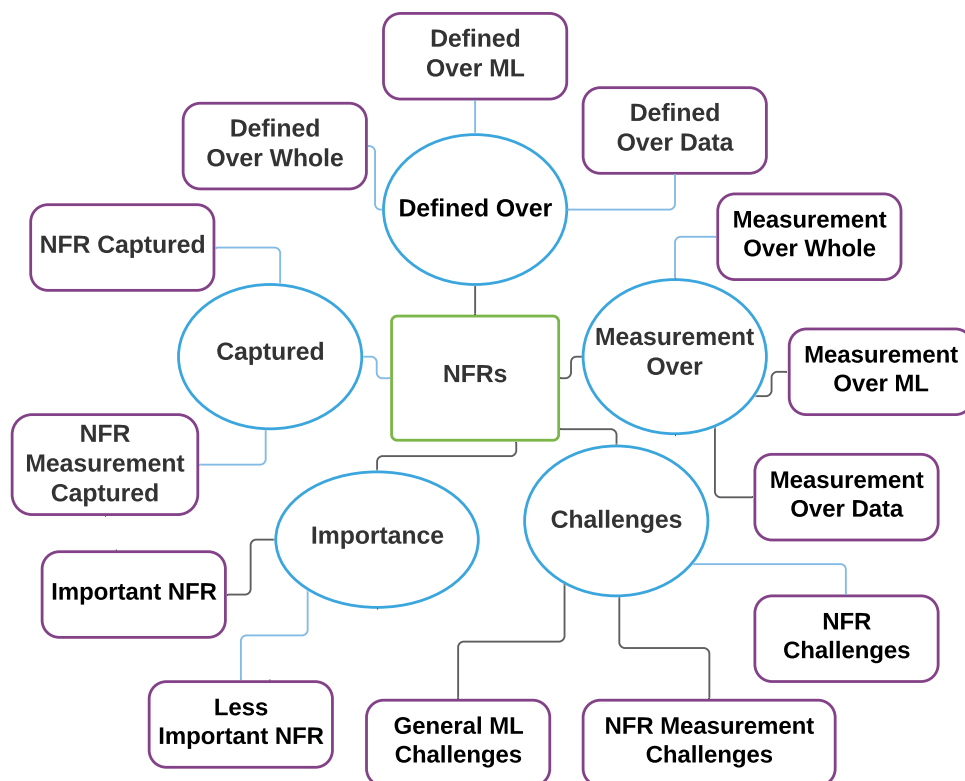 Defined
Over ML
Defined
Over Whole
Defined
Over Data
Defined Over
NFR Captured
Measurement
Over Whole
Captured
NFRs
Measurement
Over
Measurement
Over ML
NFR
Measurement
Captured
Measurement
Over Data
Importance
Challenges
Important NFR
NFR
Challenges
Less
Important NFR
General ML
Challenges
NFR Measurement
Challenges